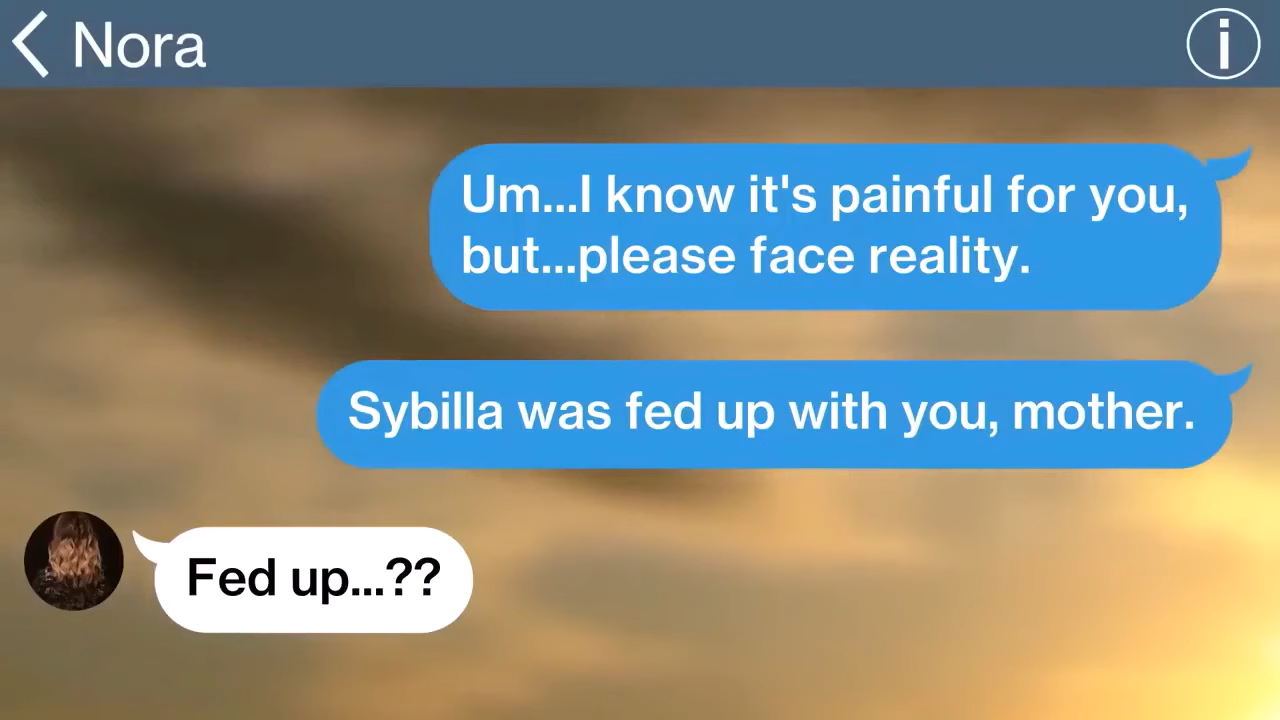 Nora
Um...I know it's painful for you,
but...please face reality.
Sybilla was fed up with you, mother.
Fed up...??